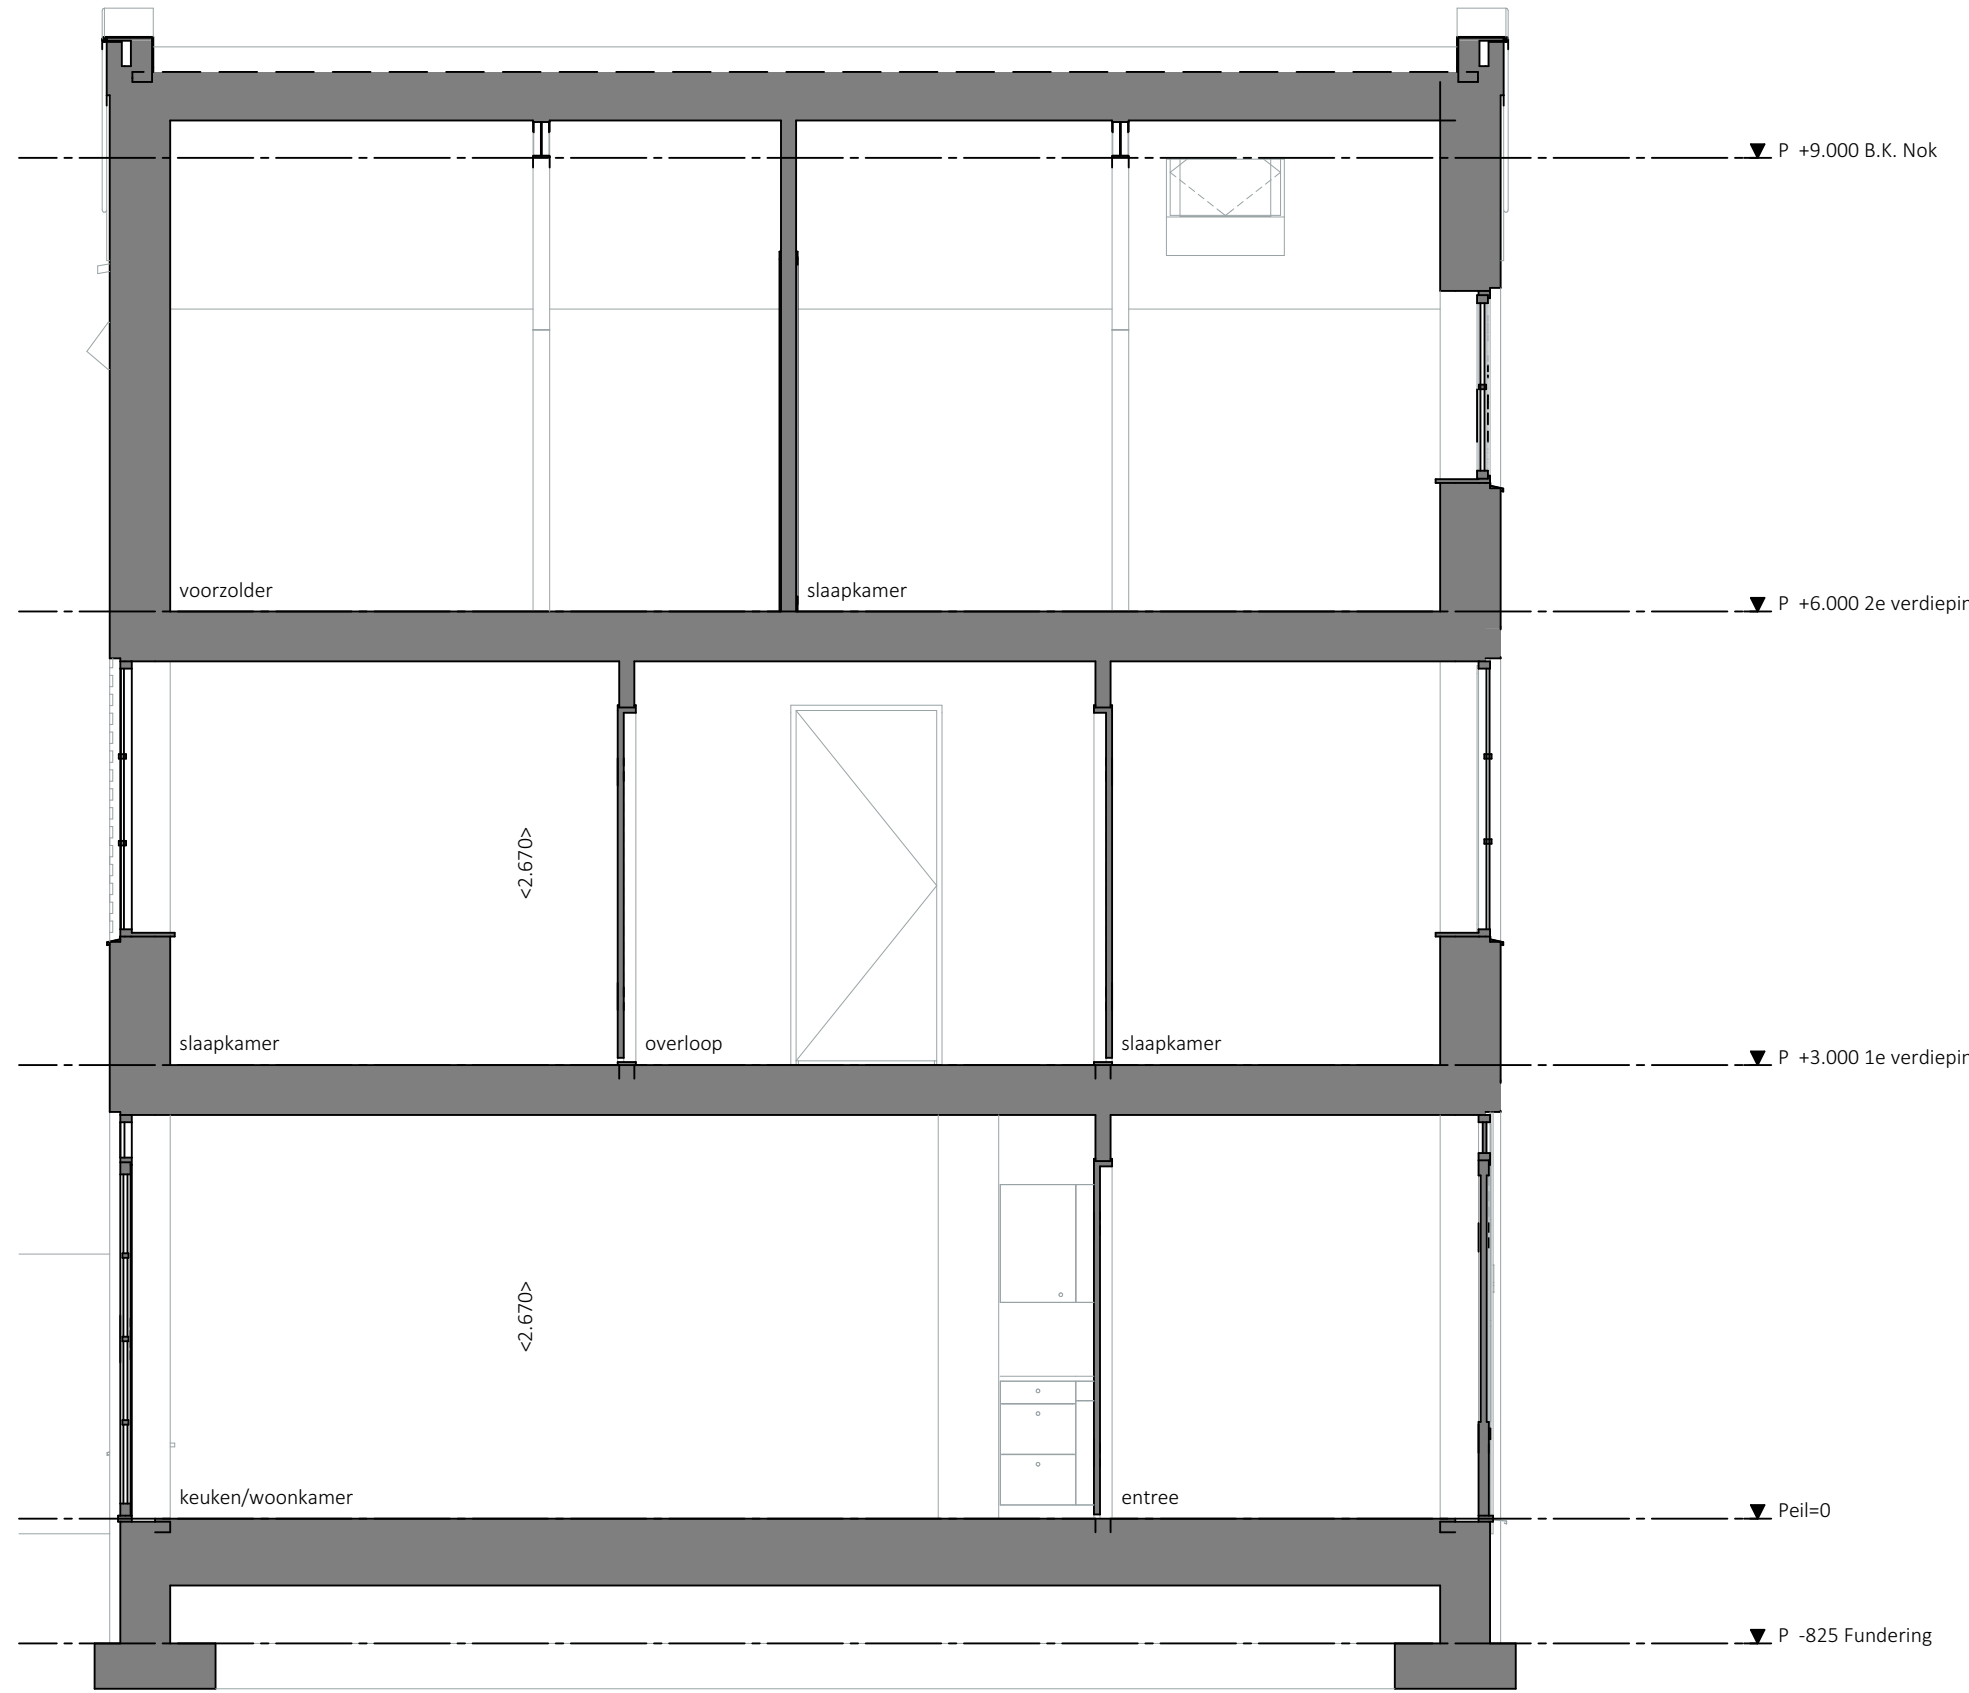 P +9.000 B.K. Nok
voorzolder
slaapkamer
P +6.000 2e verdiepin
<2.670>
slaapkamer
overloop
slaapkamer
P +3.000 1e verdiepin
<2.670>
keuken/woonkamer
entree
Peil=0
P -825 Fundering